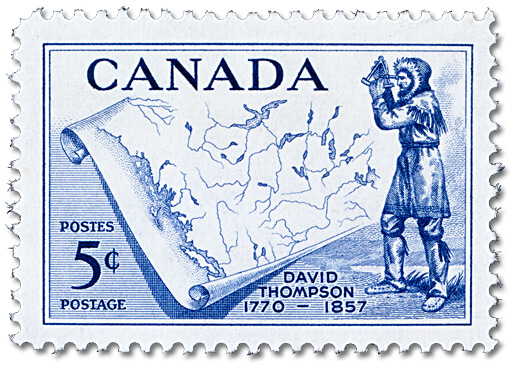 CANADA
POSTES
5¢
POSTAGE
DAVID
THOMPSON
1770 – 1857